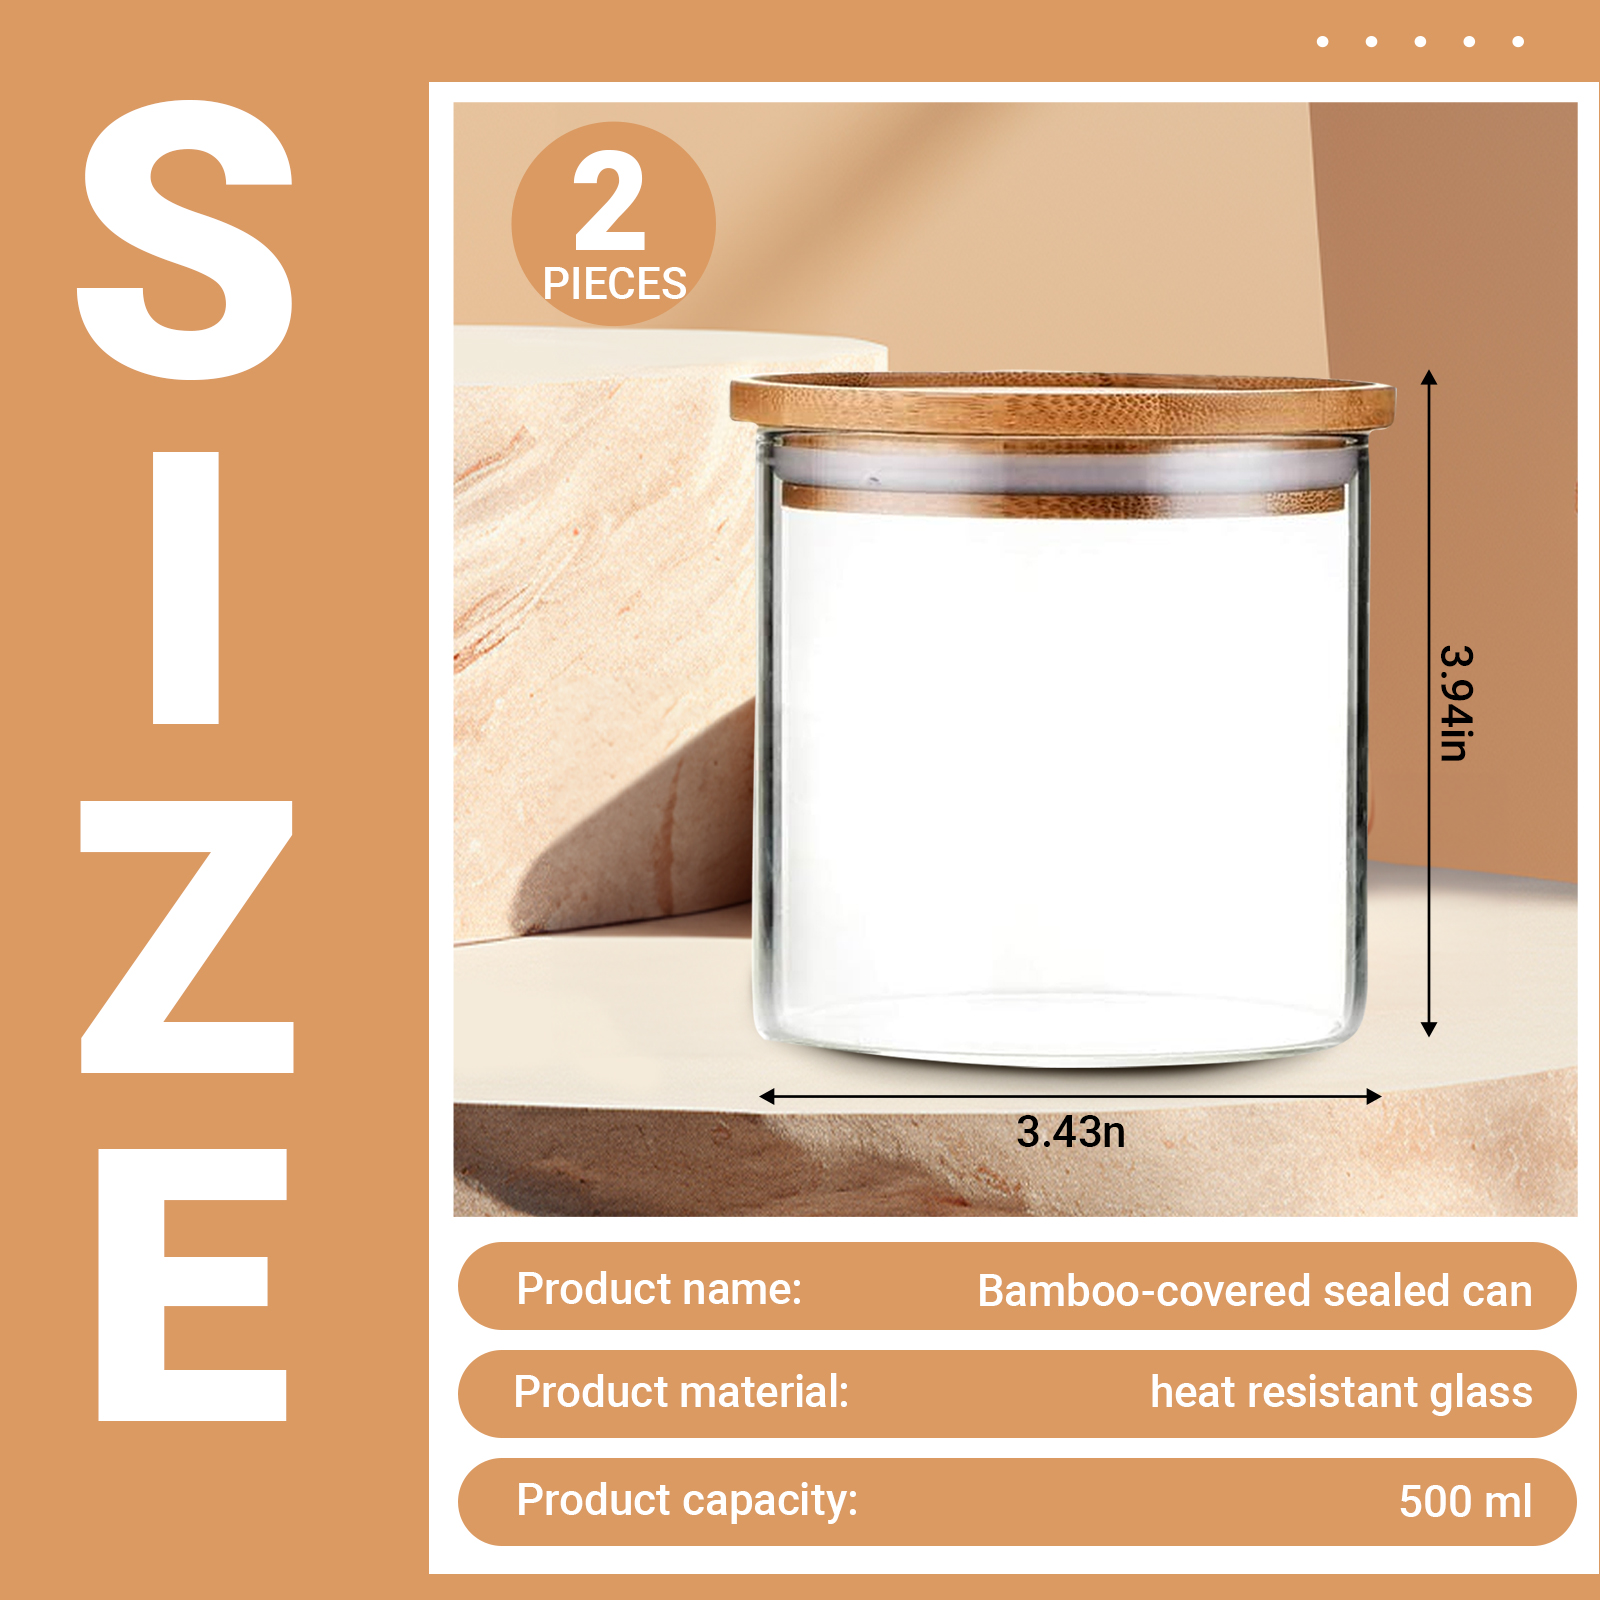 SIZE
2
PIECES
3.94in
3.43n
Product name: Bamboo-covered sealed can
Product material: heat resistant glass
Product capacity: 500 ml